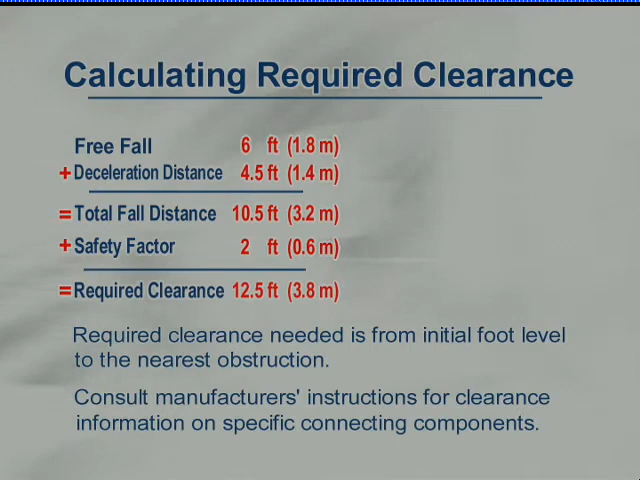 Calculating Required Clearance
Free Fall 6 ft (1.8 m)
+ Deceleration Distance 4.5 ft (1.4 m)
= Total Fall Distance 10.5 ft (3.2 m)
+ Safety Factor 2 ft (0.6 m)
= Required Clearance 12.5 ft (3.8 m)
Required clearance needed is from initial foot level
to the nearest obstruction.
Consult manufacturers' instructions for clearance
information on specific connecting components.